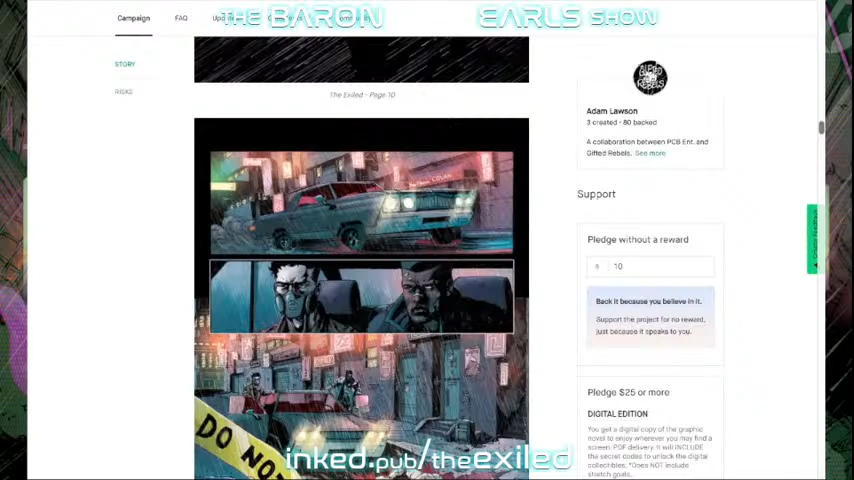 THE BARON EARLS SHOW
Campaign
FAQ
STORY
RISKS
The Exiled - Page 10
GIFTED REBELS
Adam Lawson
3 created · 80 backed
A collaboration between PCB Ent. and
Gifted Rebels. See more
Support
Pledge without a reward
10
Back it because you believe in it.
Support the project for no reward,
just because it speaks to you.
Pledge $25 or more
DIGITAL EDITION
You get a digital copy of the graphic
novel to enjoy wherever you may find a
screen. PDF delivery. It will INCLUDE
the secret codes to unlock the digital
collectibles. *Does NOT include
stretch goals.
DO NO
inked.pub/theexiled